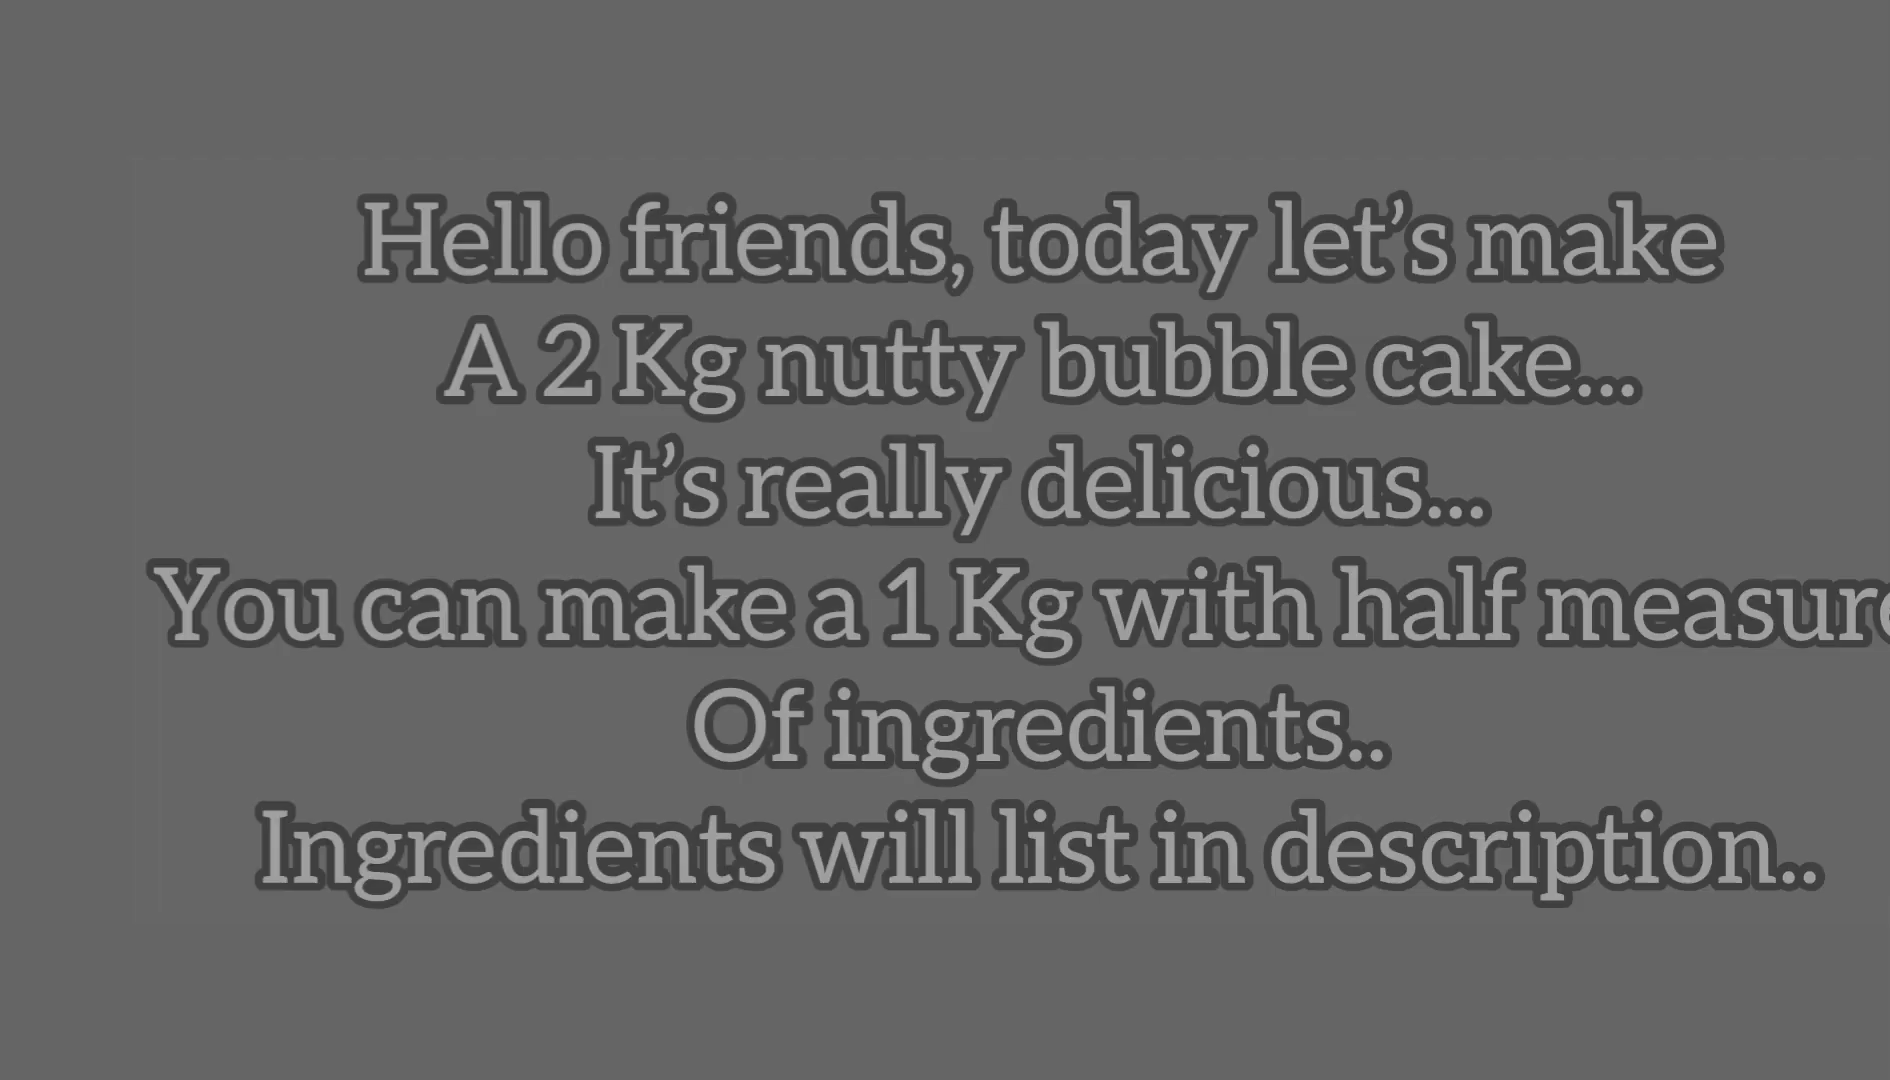 Hello friends, today let’s make
A 2 Kg nutty bubble cake...
It’s really delicious...
You can make a 1 Kg with half measure
Of ingredients..
Ingredients will list in description..